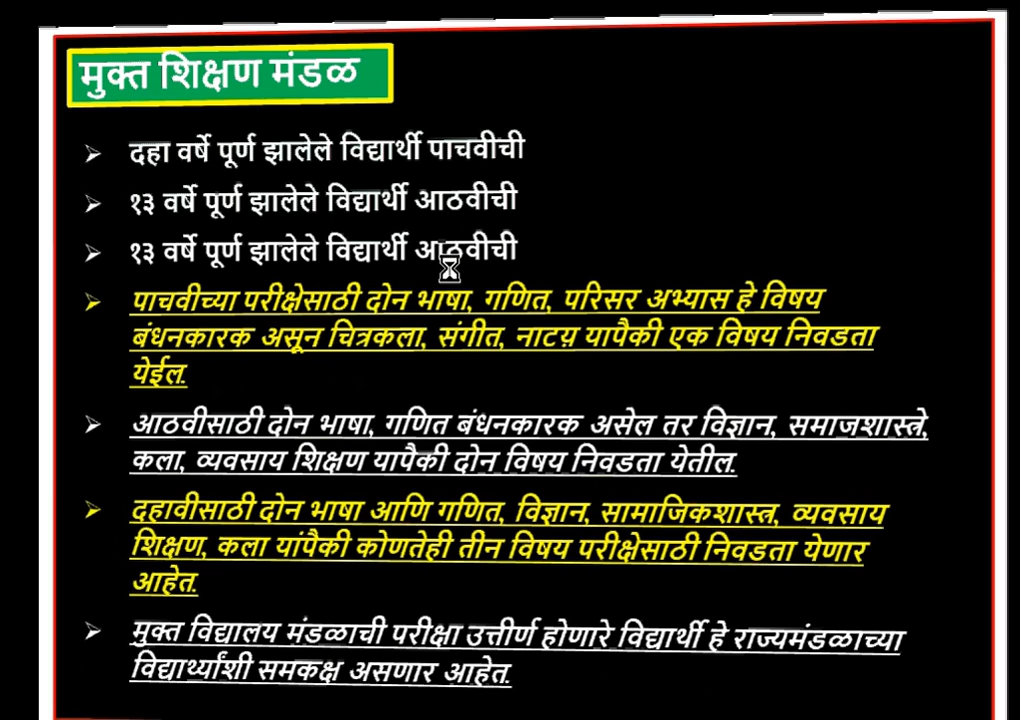 मुक्त शिक्षण मंडळ
दहा वर्षे पूर्ण झालेले विद्यार्थी पाचवीची
१३ वर्षे पूर्ण झालेले विद्यार्थी आठवीची
१३ वर्षे पूर्ण झालेले विद्यार्थी आठवीची
पाचवीच्या परीक्षेसाठी दोन भाषा, गणित, परिसर अभ्यास हे विषय
बंधनकारक असून चित्रकला, संगीत, नाटय़ यापैकी एक विषय निवडता
येईल.
आठवीसाठी दोन भाषा, गणित बंधनकारक असेल तर विज्ञान, समाजशास्त्रे,
कला, व्यवसाय शिक्षण यापैकी दोन विषय निवडता येतील.
दहावीसाठी दोन भाषा आणि गणित, विज्ञान, सामाजिकशास्त्र, व्यवसाय
शिक्षण, कला यांपैकी कोणतेही तीन विषय परीक्षेसाठी निवडता येणार
आहेत.
मुक्त विद्यालय मंडळाची परीक्षा उत्तीर्ण होणारे विद्यार्थी हे राज्यमंडळाच्या
विद्यार्थ्यांशी समकक्ष असणार आहेत.